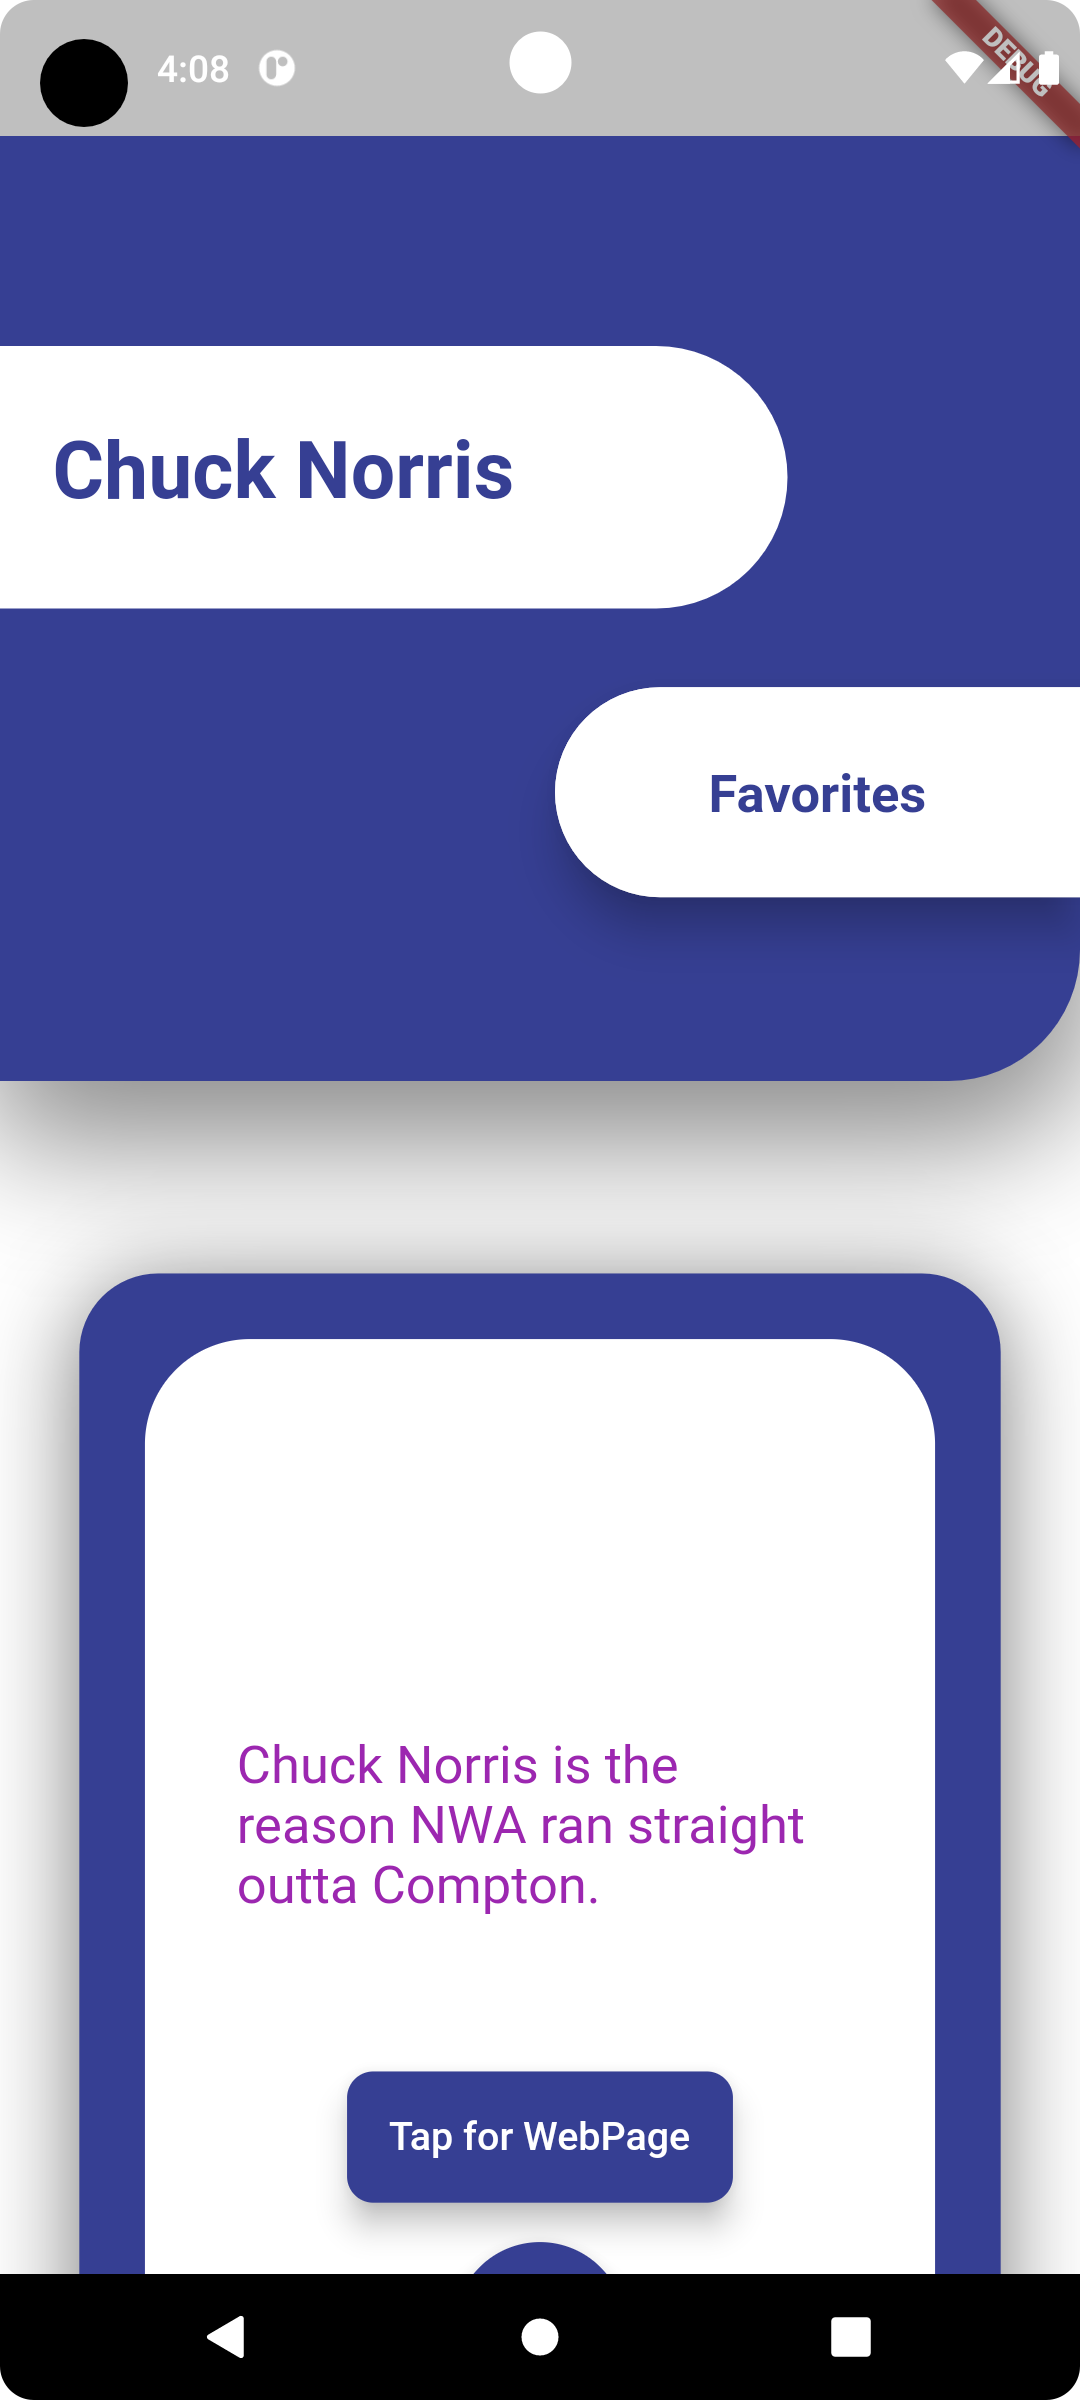 4:08
DEBUG
Chuck Norris
Favorites
Chuck Norris is the
reason NWA ran straight
outta Compton.
Tap for WebPage